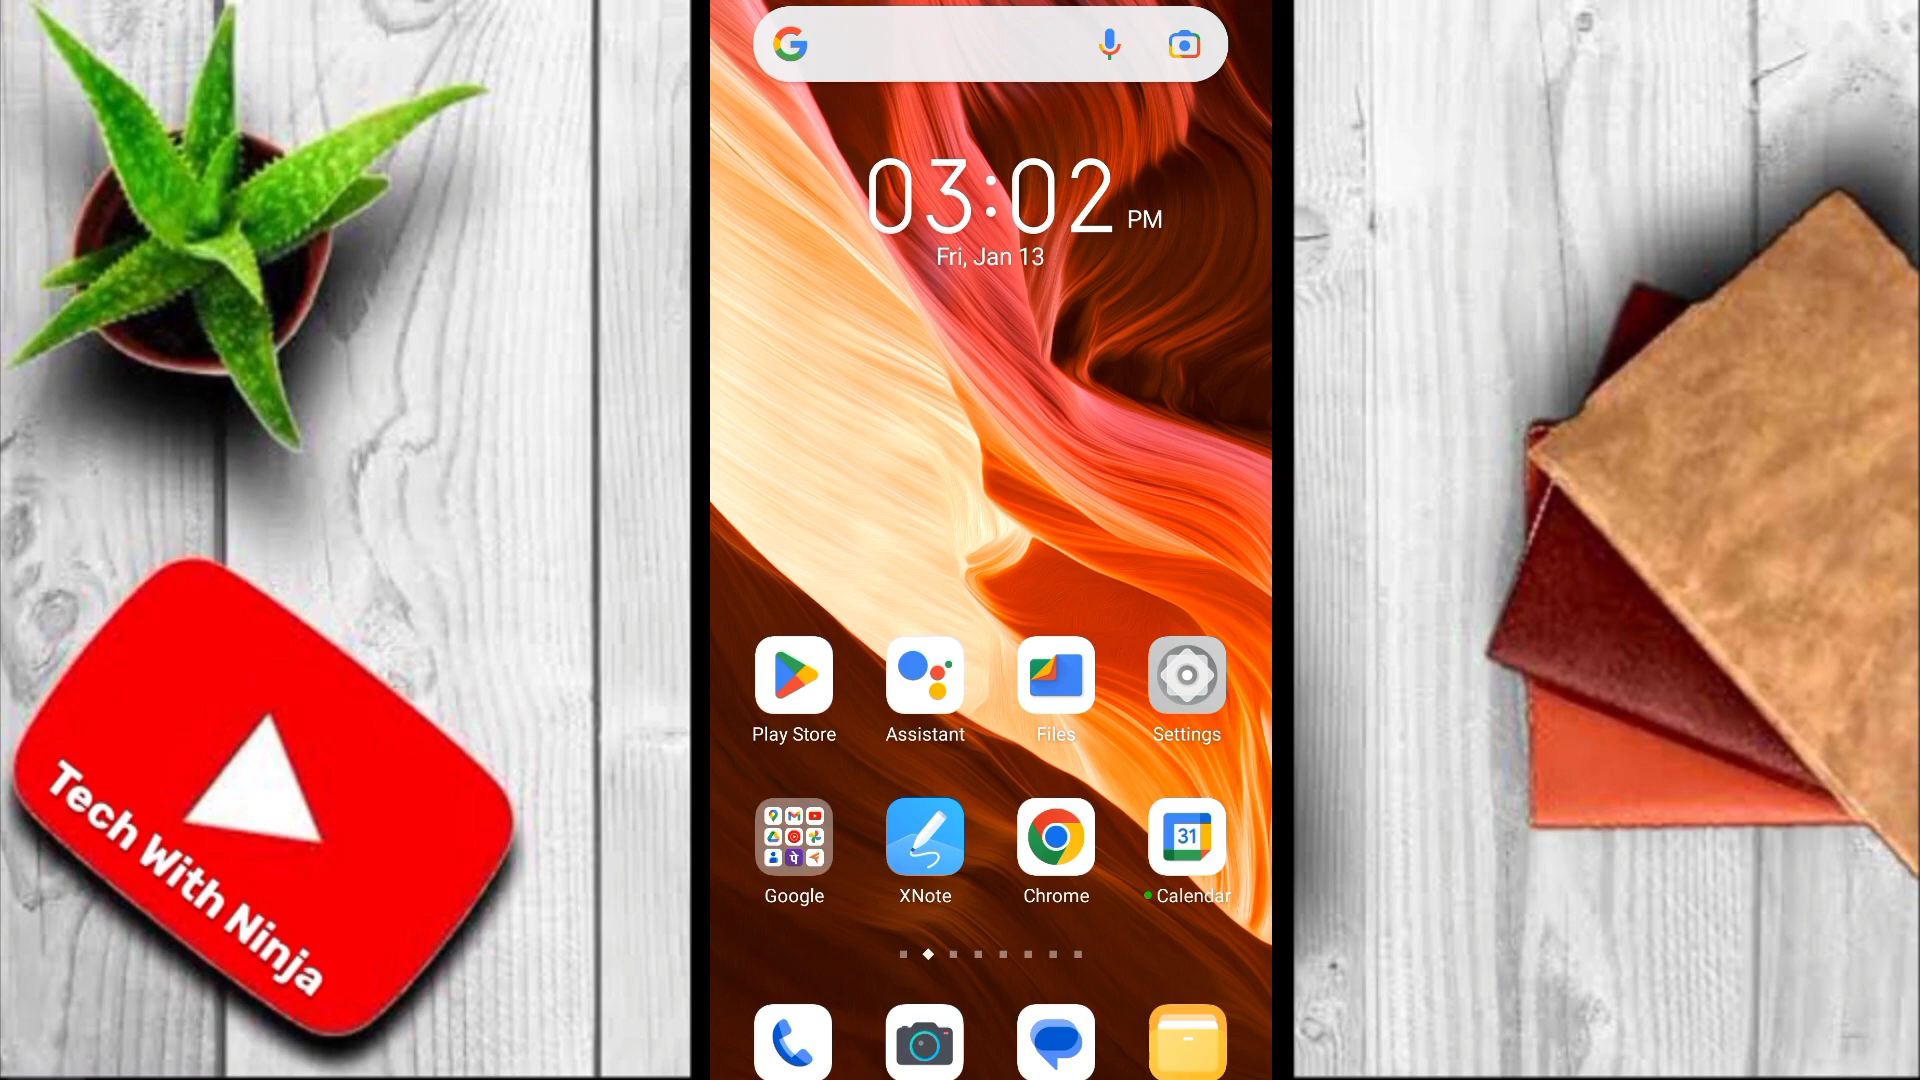 03:02 PM
Fri, Jan 13
Play Store
Assistant
Files
Settings
Google
XNote
Chrome
31
Calendar
Tech With Ninja